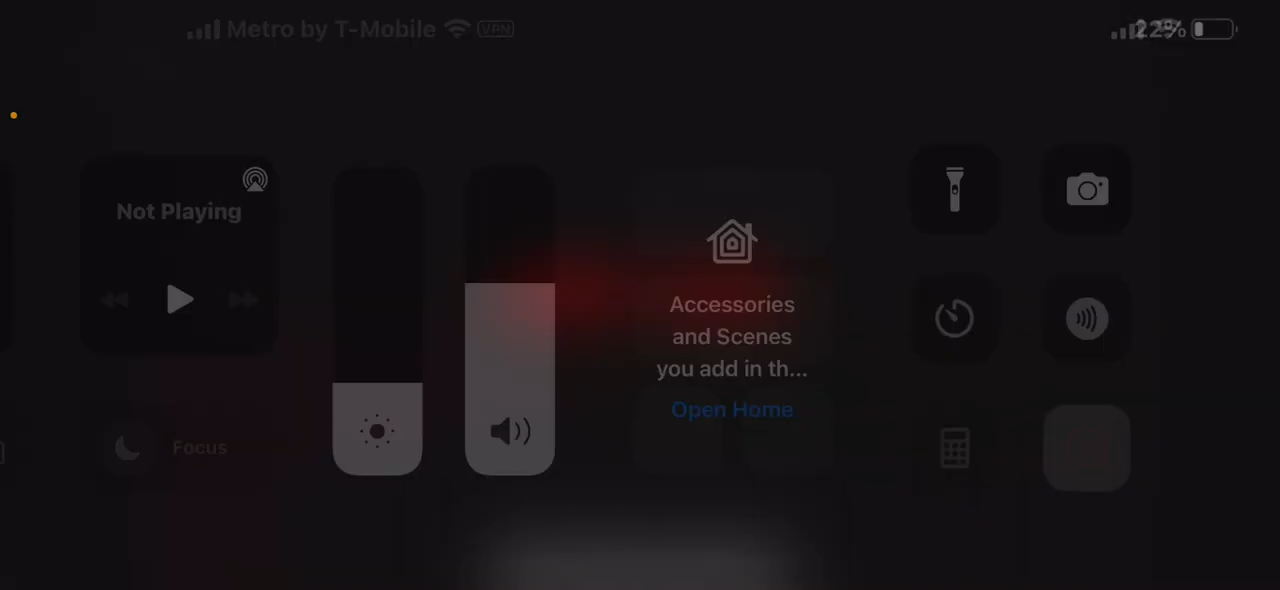 Metro by T-Mobile VPN
22%
Not Playing
Accessories
and Scenes
you add in th...
Open Home
Focus